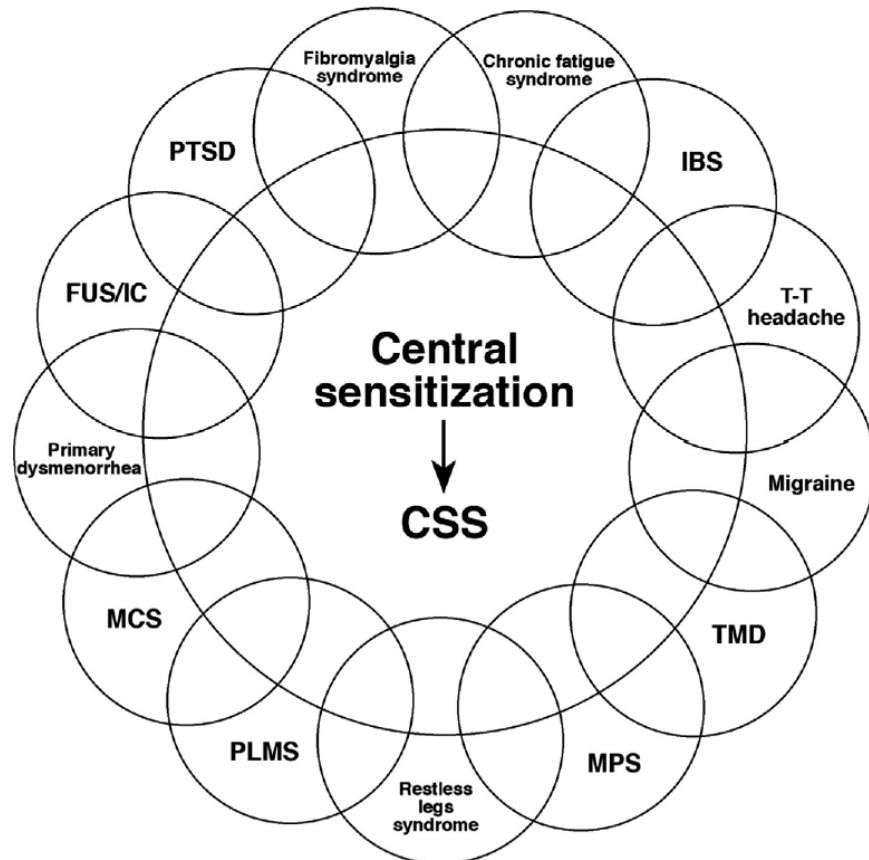 Fibromyalgia
syndrome
Chronic fatigue
syndrome
PTSD
IBS
FUS/IC
T-T
headache
Central
sensitization
CSS
Primary
dysmenorrhea
Migraine
MCS
TMD
PLMS
MPS
Restless
legs
syndrome